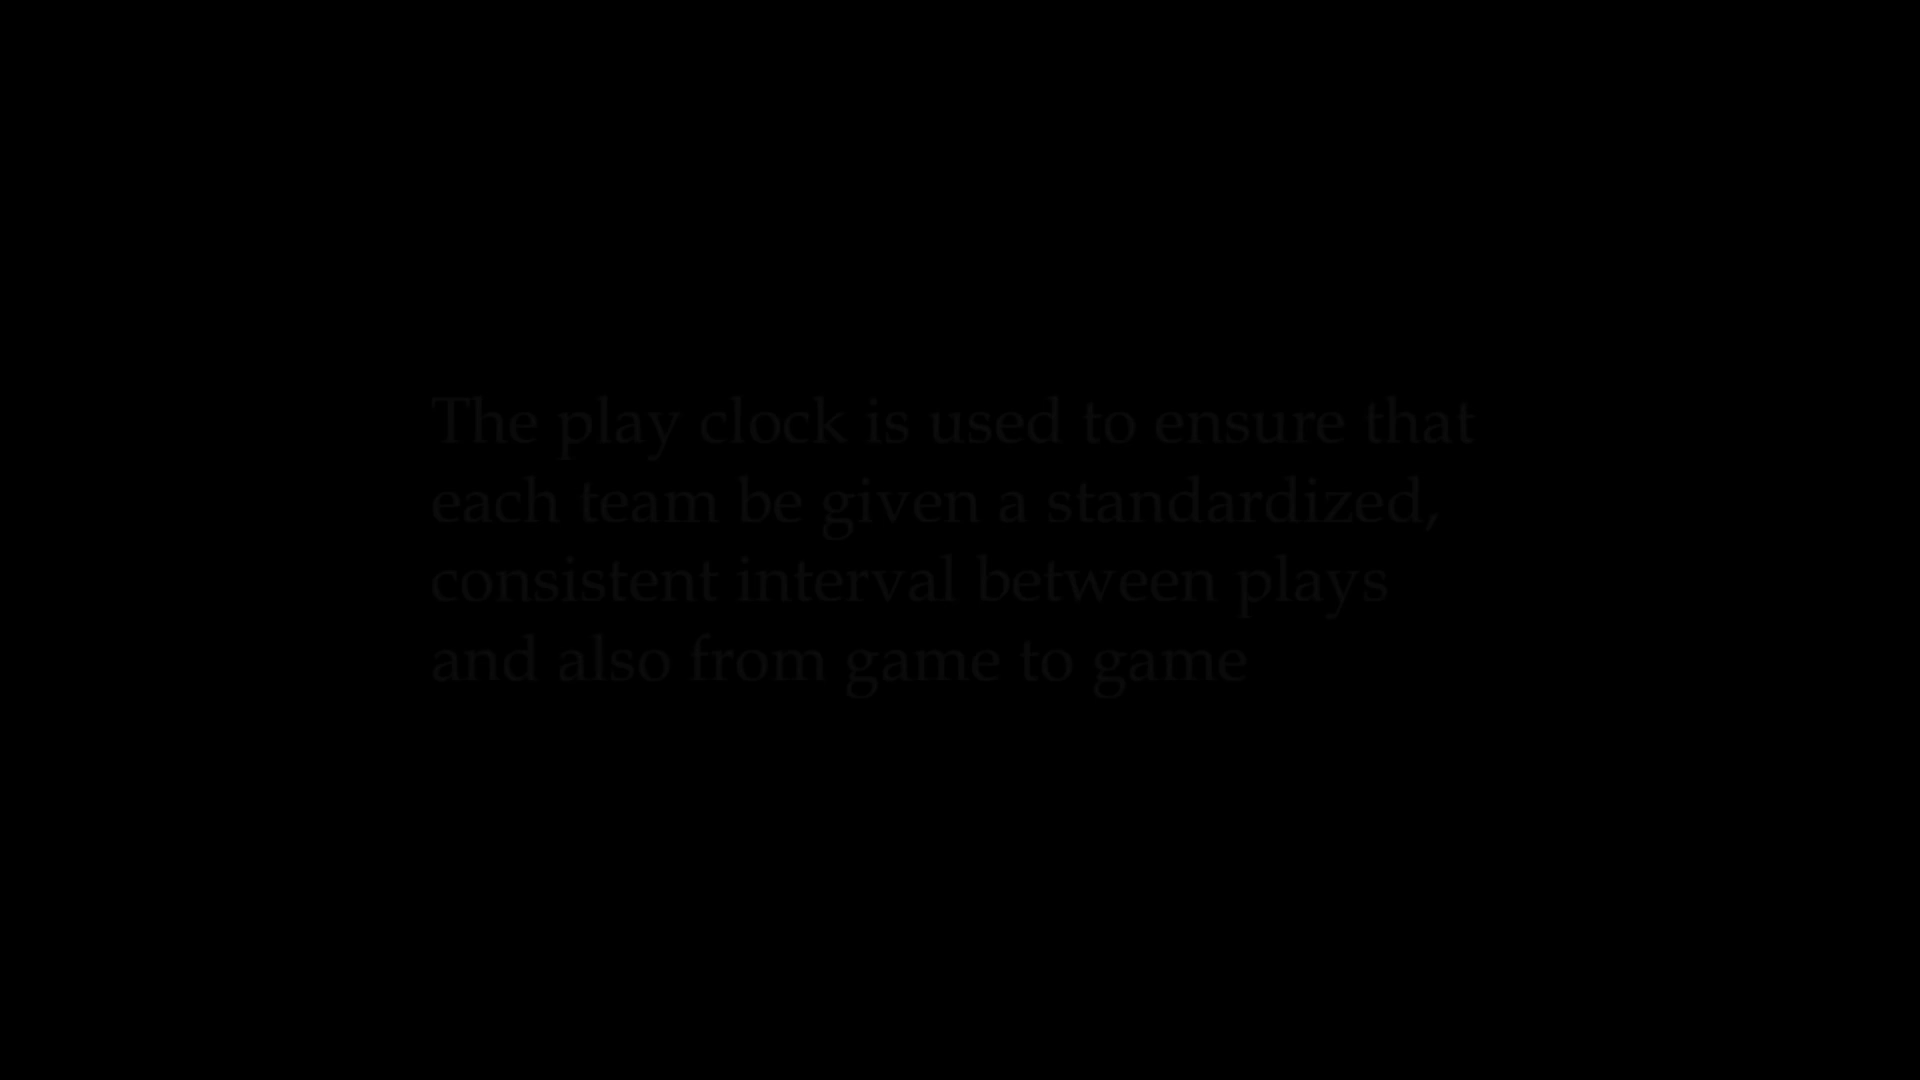 The play clock is used to ensure that
each team be given a standardized,
consistent interval between plays
and also from game to game